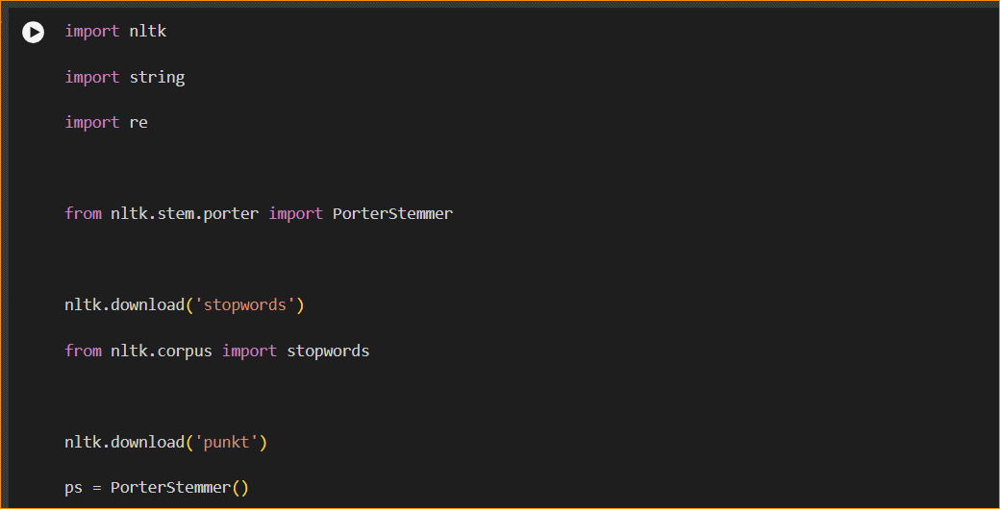 import nltk
import string
import re
from nltk.stem.porter import PorterStemmer
nltk.download('stopwords')
from nltk.corpus import stopwords
nltk.download('punkt')
ps = PorterStemmer()